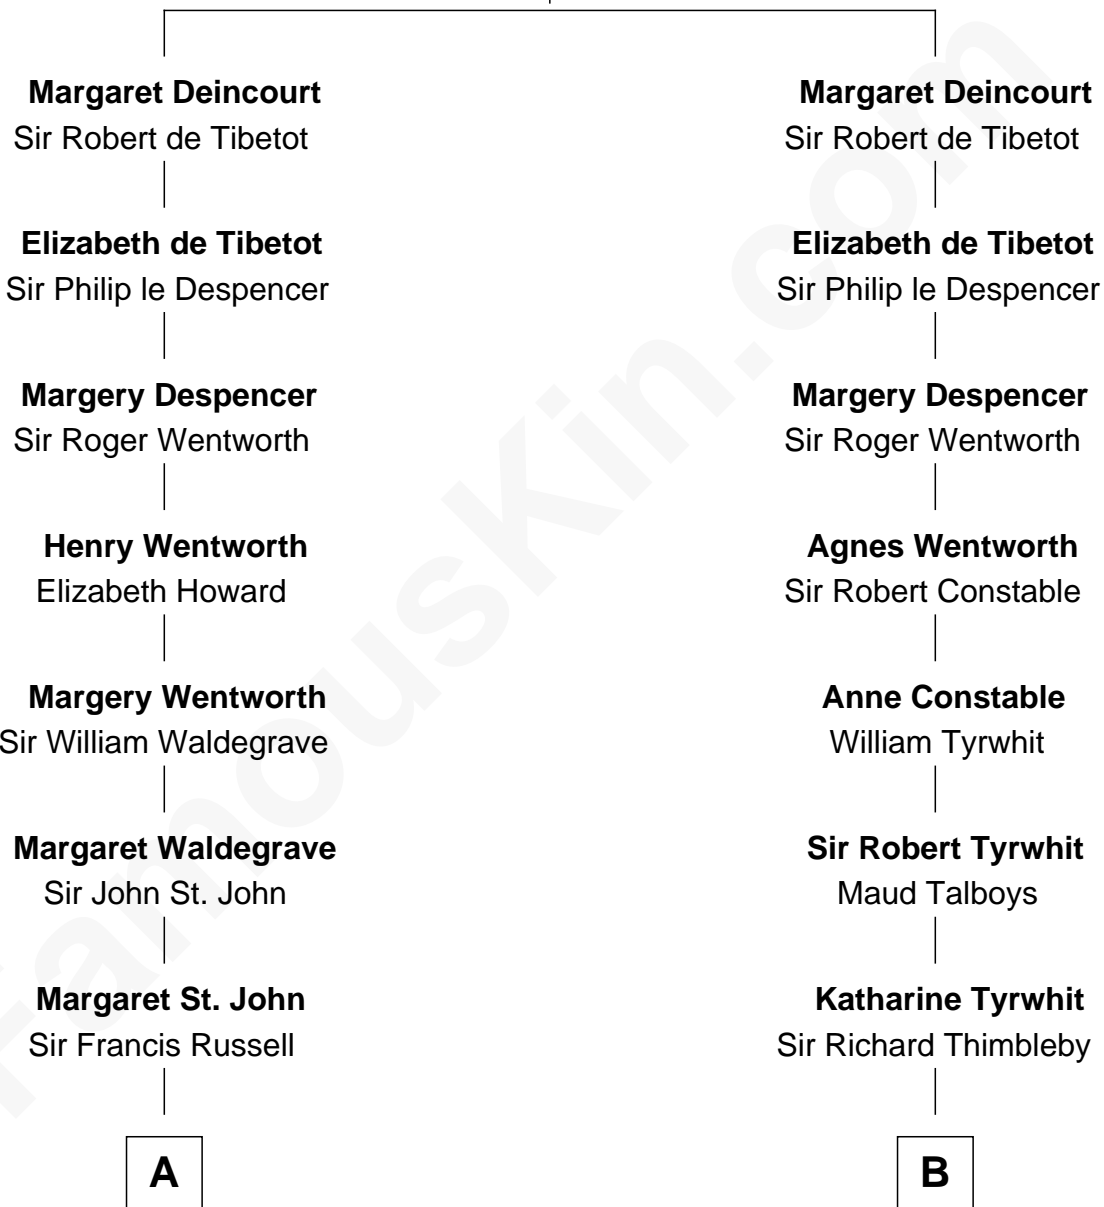 Margaret Deincourt
Sir Robert de Tibetot
Elizabeth de Tibetot
Sir Philip le Despencer
Margery Despencer
Sir Roger Wentworth
Henry Wentworth
Elizabeth Howard
Margery Wentworth
Sir William Waldegrave
Margaret Waldegrave
Sir John St. John
Margaret St. John
Sir Francis Russell
A
Margaret Deincourt
Sir Robert de Tibetot
Elizabeth de Tibetot
Sir Philip le Despencer
Margery Despencer
Sir Roger Wentworth
Agnes Wentworth
Sir Robert Constable
Anne Constable
William Tyrwhit
Sir Robert Tyrwhit
Maud Talboys
Katharine Tyrwhit
Sir Richard Thimbleby
B
FamousKin.com